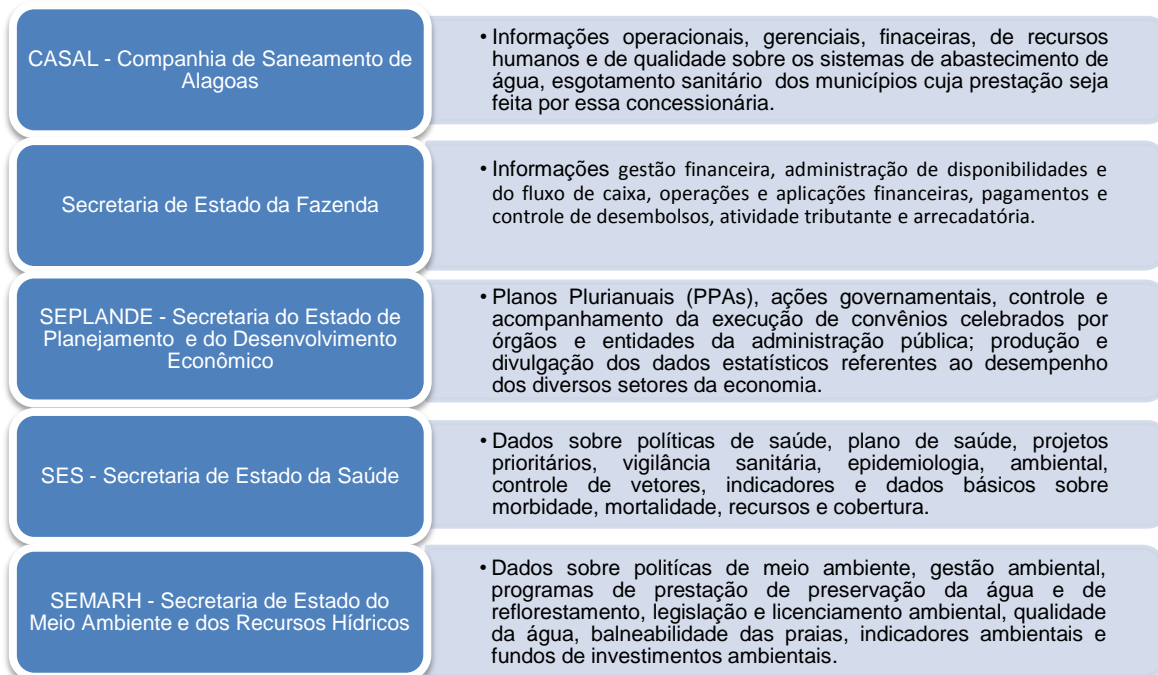 CASAL - Companhia de Saneamento de
Alagoas
• Informações operacionais, gerenciais, finaceiras, de recursos
humanos e de qualidade sobre os sistemas de abastecimento de
água, esgotamento sanitário dos municípios cuja prestação seja
feita por essa concessionária.
Secretaria de Estado da Fazenda
• Informações gestão financeira, administração de disponibilidades e
do fluxo de caixa, operações e aplicações financeiras, pagamentos e
controle de desembolsos, atividade tributante e arrecadatória.
SEPLANDE - Secretaria do Estado de
Planejamento e do Desenvolvimento
Econômico
• Planos Plurianuais (PPAs), ações governamentais, controle e
acompanhamento da execução de convênios celebrados por
órgãos e entidades da administração pública; produção e
divulgação dos dados estatísticos referentes ao desempenho
dos diversos setores da economia.
SES - Secretaria de Estado da Saúde
• Dados sobre políticas de saúde, plano de saúde, projetos
prioritários, vigilância sanitária, epidemiologia, ambiental,
controle de vetores, indicadores e dados básicos sobre
morbidade, mortalidade, recursos e cobertura.
SEMARH - Secretaria de Estado do
Meio Ambiente e dos Recursos Hídricos
• Dados sobre politícas de meio ambiente, gestão ambiental,
programas de prestação de preservação da água e de
reflorestamento, legislação e licenciamento ambiental, qualidade
da água, balneabilidade das praias, indicadores ambientais e
fundos de investimentos ambientais.